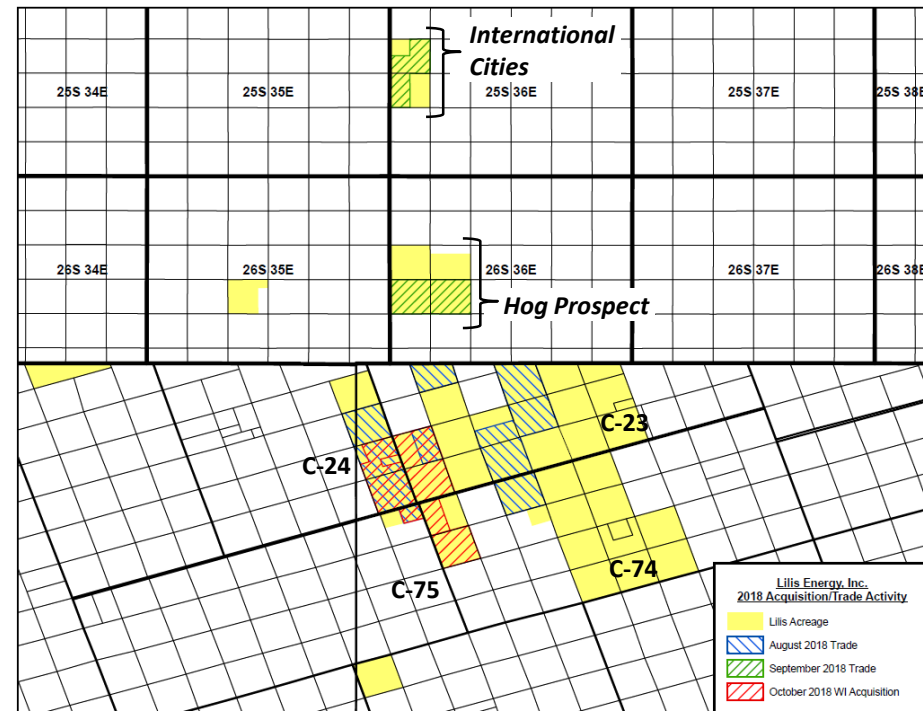 International
Cities
25S 34E
25S 35E
25S 36E
25S 37E
25S 38E
26S 34E
26S 35E
26S 36E
26S 37E
26S 38E
Hog Prospect
C-23
C-24
C-74
C-75
Lilis Energy, Inc.
2018 Acquisition/Trade Activity
Lilis Acreage
August 2018 Trade
September 2018 Trade
October 2018 WI Acquisition